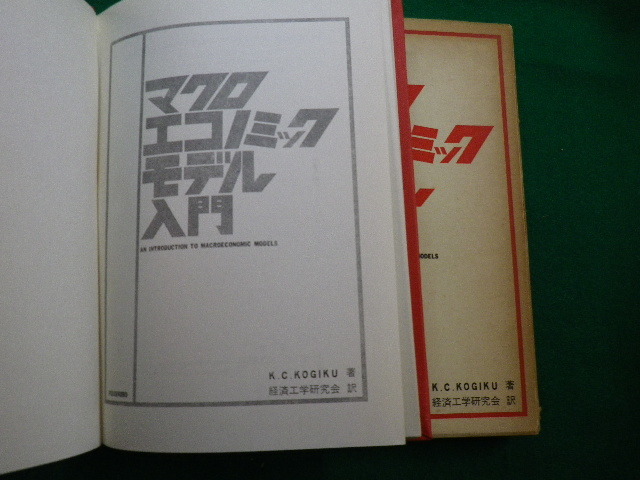 マクロ
エコノミック
モデル
入門
AN INTRODUCTION TO MACROECONOMIC MODELS
K.C.KOGIKU 著
経済工学研究会 訳
ミック
ル
MODELS
K.C.KOGIKU 著
経済工学研究会 訳